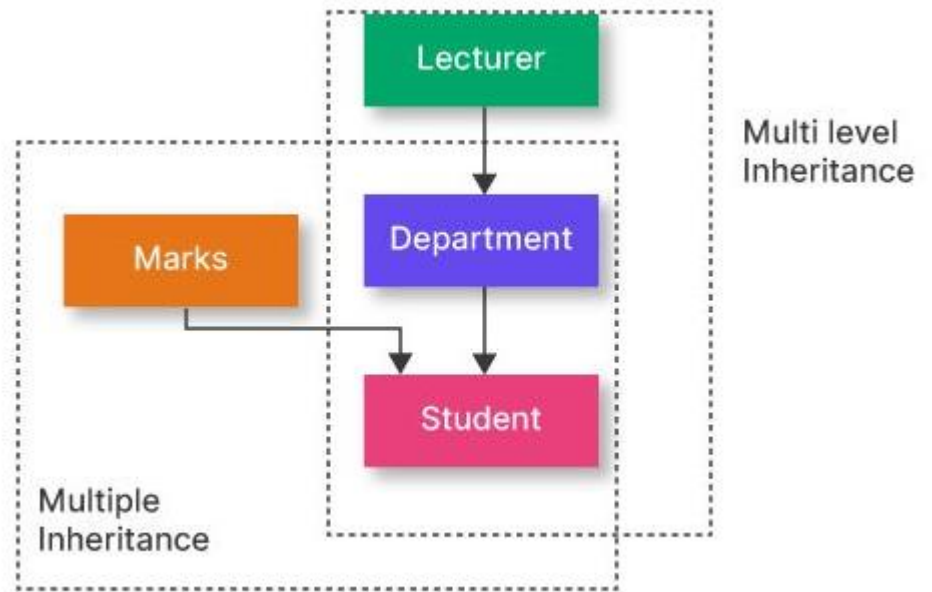 Lecturer
Multi level
Inheritance
Department
Marks
Student
Multiple
Inheritance